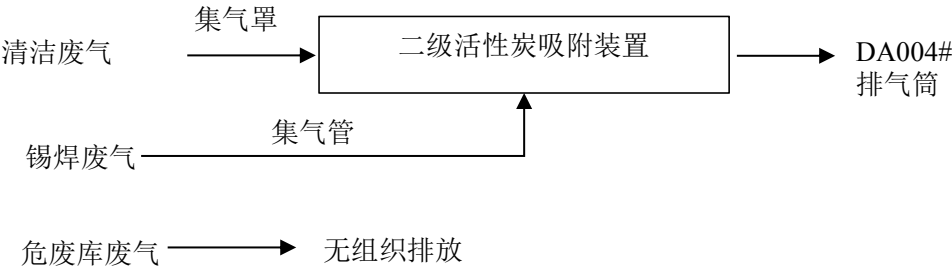 集气罩
清洁废气
二级活性炭吸附装置
DA004#
排气筒
集气管
锡焊废气
危废库废气
无组织排放